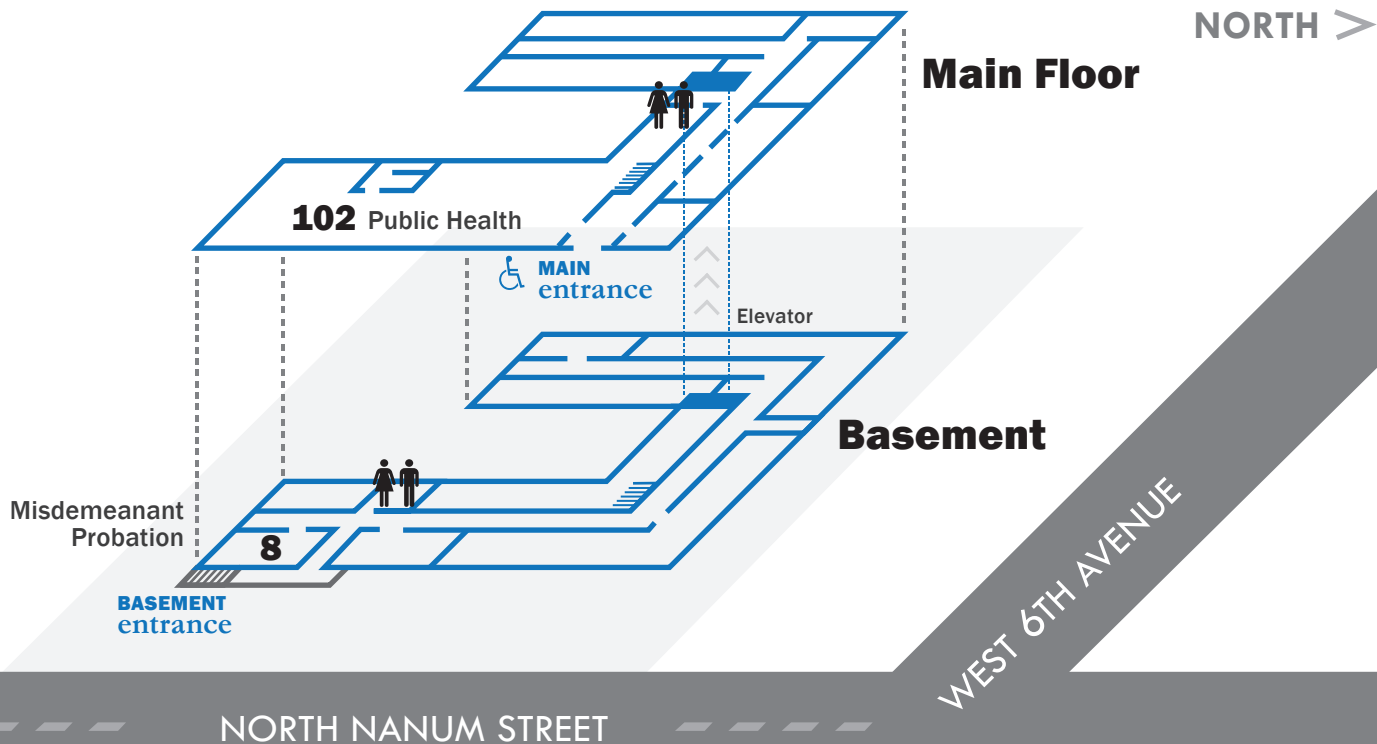 NORTH >
Main Floor
102 Public Health
MAIN
entrance
Elevator
Basement
Misdemeanant
Probation
8
BASEMENT
entrance
WEST 6TH AVENUE
NORTH NANUM STREET